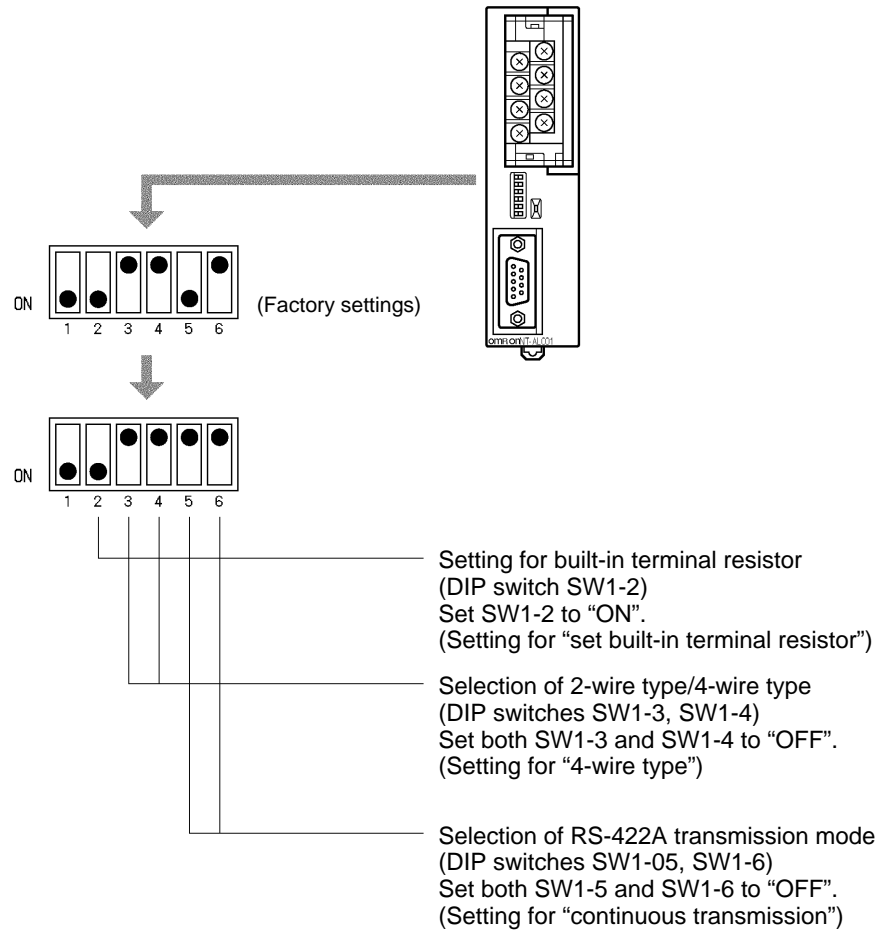 ON
1 2 3 4 5 6
(Factory settings)
OMRON NT-AL001
ON
1 2 3 4 5 6
Setting for built-in terminal resistor
(DIP switch SW1-2)
Set SW1-2 to “ON”.
(Setting for “set built-in terminal resistor”)
Selection of 2-wire type/4-wire type
(DIP switches SW1-3, SW1-4)
Set both SW1-3 and SW1-4 to “OFF”.
(Setting for “4-wire type”)
Selection of RS-422A transmission mode
(DIP switches SW1-05, SW1-6)
Set both SW1-5 and SW1-6 to “OFF”.
(Setting for “continuous transmission”)